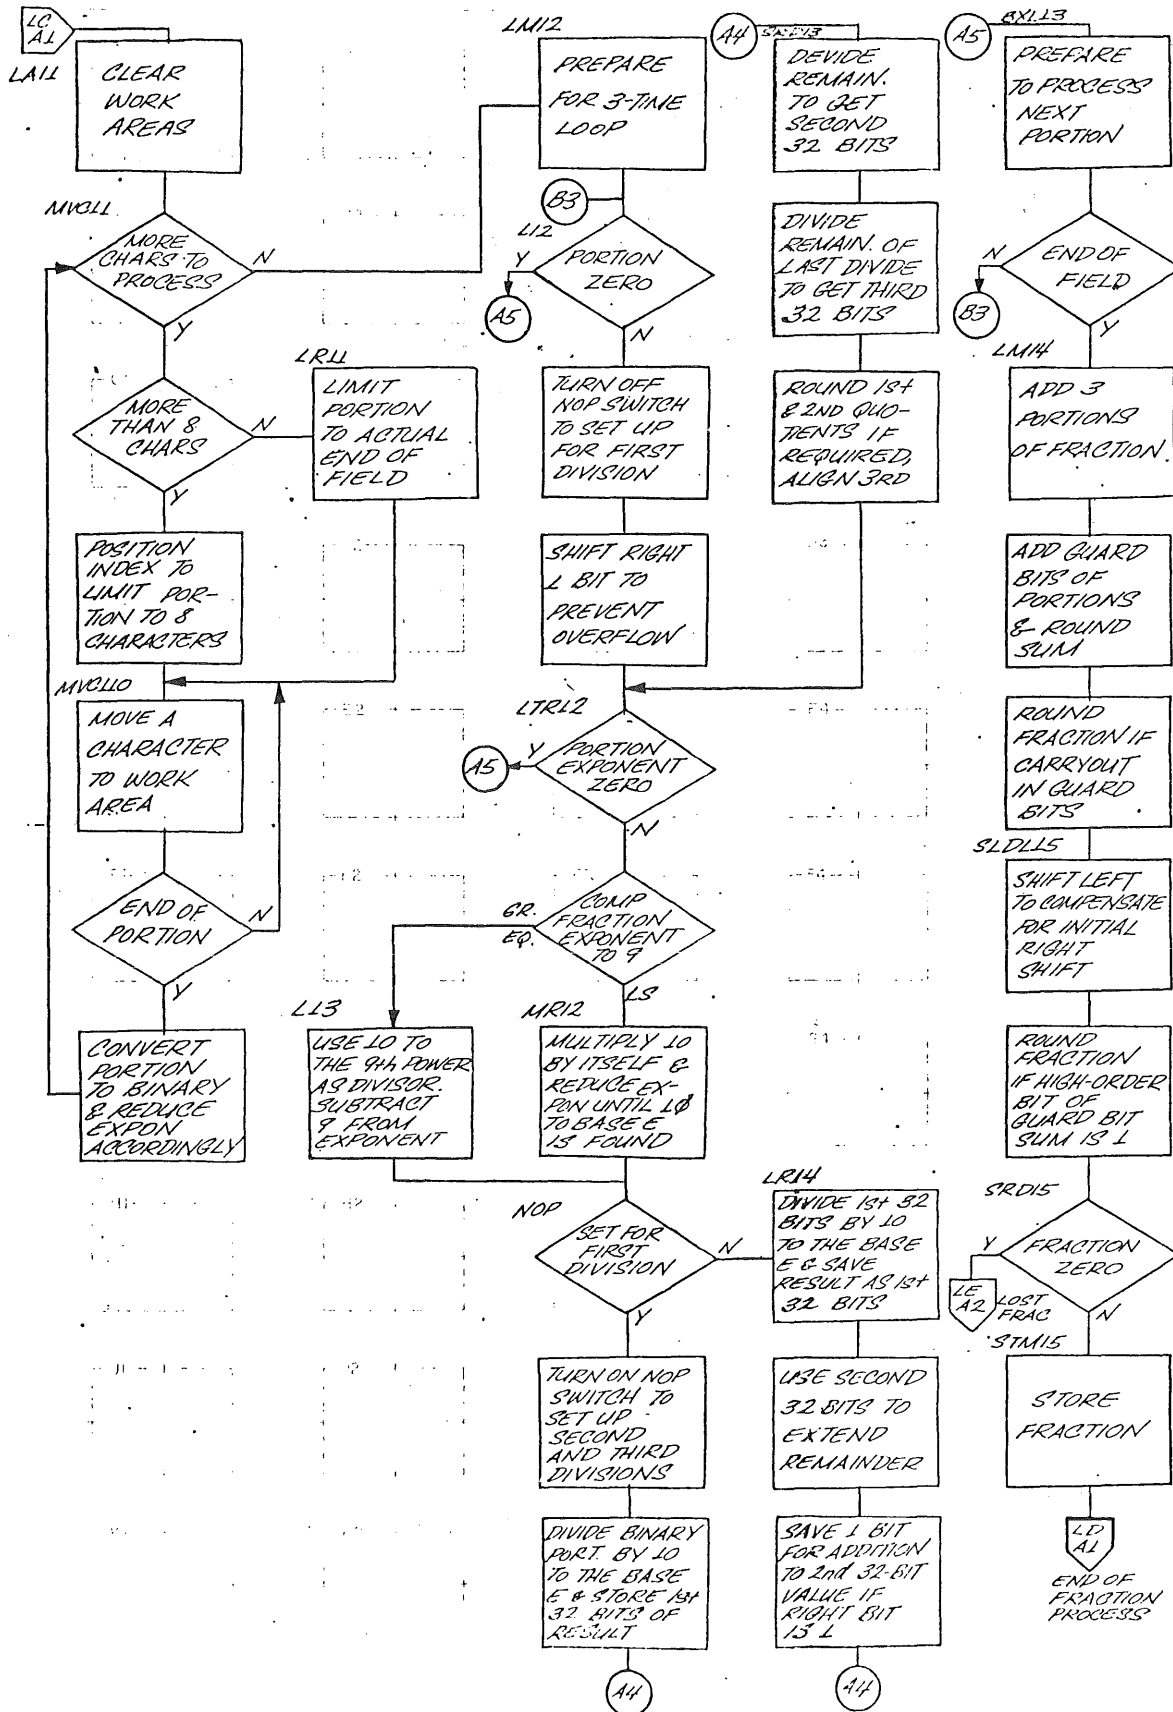 LC
A1
LA11
CLEAR
WORK
AREAS
MVC11
MORE
CHARS TO
PROCESS
N
Y
MORE
THAN 8
CHARS
N
Y
LR11
LIMIT
PORTION
TO ACTUAL
END OF
FIELD
POSITION
INDEX TO
LIMIT POR-
TION TO 8
CHARACTERS
MVC110
MOVE A
CHARACTER
TO WORK
AREA
END OF
PORTION
N
Y
CONVERT
PORTION
TO BINARY
& REDUCE
EXPON
ACCORDINGLY
LM12
PREPARE
FOR 3-TIME
LOOP
B3
L12
Y
PORTION
ZERO
A5
N
TURN OFF
NOP SWITCH
TO SET UP
FOR FIRST
DIVISION
SHIFT RIGHT
1 BIT TO
PREVENT
OVERFLOW
LTR12
Y
PORTION
EXPONENT
ZERO
A5
N
GR.
EQ.
COMP
FRACTION
EXPONENT
TO 9
LS
L13
USE 10 TO
THE 9th POWER
AS DIVISOR.
SUBTRACT
9 FROM
EXPONENT
MR12
MULTIPLY 10
BY ITSELF &
REDUCE EX-
PON UNTIL 10
TO BASE E
IS FOUND
NOP
SET FOR
FIRST
DIVISION
N
Y
TURN ON NOP
SWITCH TO
SET UP
SECOND
AND THIRD
DIVISIONS
DIVIDE BINARY
PORT. BY 10
TO THE BASE
E & STORE 1st
32 BITS OF
RESULT
A4
A4
DEVIDE
REMAIN.
TO GET
SECOND
32 BITS
DIVIDE
REMAIN. OF
LAST DIVIDE
TO GET THIRD
32 BITS
ROUND 1st
& 2ND QUO-
TIENTS IF
REQUIRED,
ALIGN 3RD
LR14
DIVIDE 1st 32
BITS BY 10
TO THE BASE
E & SAVE
RESULT AS 1st
32 BITS
USE SECOND
32 BITS TO
EXTEND
REMAINDER
SAVE 1 BIT
FOR ADDITION
TO 2nd 32-BIT
VALUE IF
RIGHT BIT
IS 1
A4
A5
BXL13
PREPARE
TO PROCESS
NEXT
PORTION
N
END OF
FIELD
B3
Y
LM14
ADD 3
PORTIONS
OF FRACTION
ADD GUARD
BITS OF
PORTIONS
& ROUND
SUM
ROUND
FRACTION IF
CARRYOUT
IN GUARD
BITS
SLDL15
SHIFT LEFT
TO COMPENSATE
FOR INITIAL
RIGHT
SHIFT
ROUND
FRACTION
IF HIGH-ORDER
BIT OF
GUARD BIT
SUM IS 1
SRD15
Y
FRACTION
ZERO
LE
A2
LOST
FRAC
N
STM15
STORE
FRACTION
LD
A1
END OF
FRACTION
PROCESS